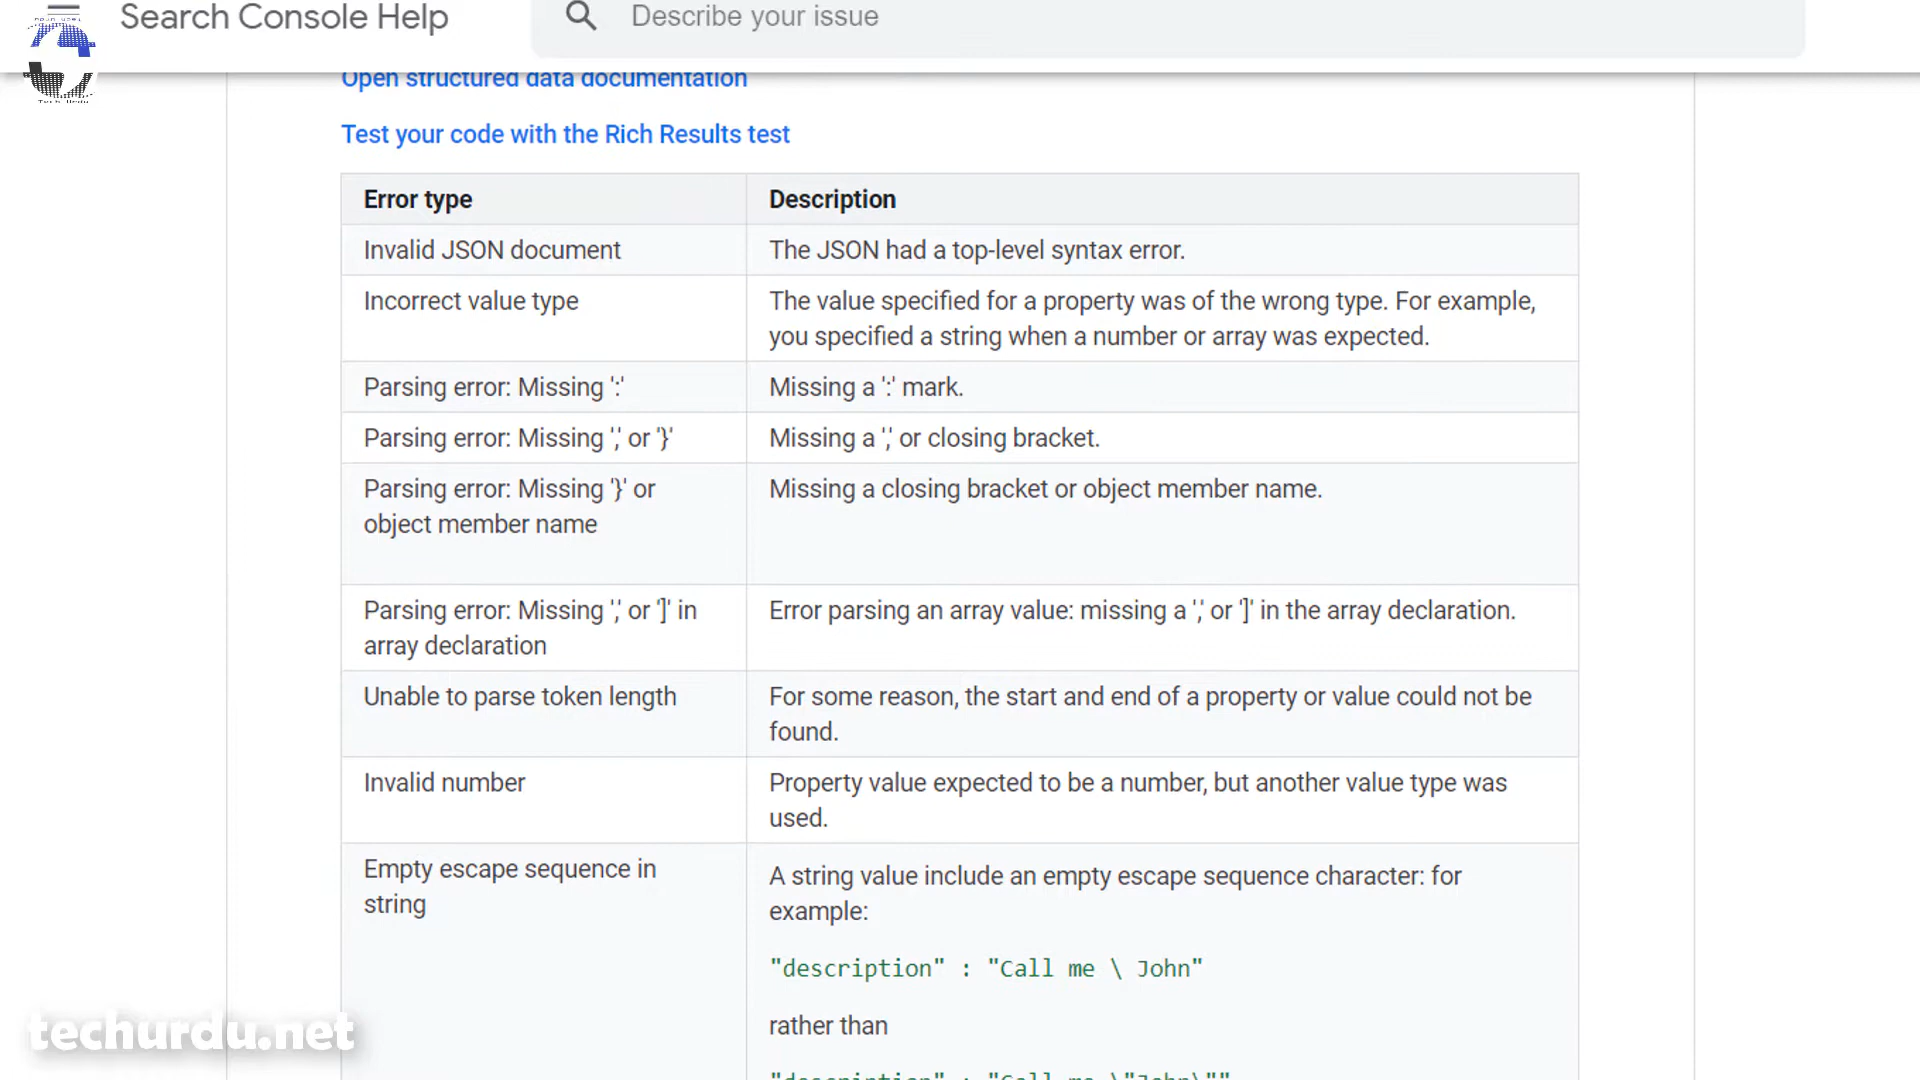 Search Console Help
Describe your issue
Tech Urdu
Open structured data documentation
Test your code with the Rich Results test
Error type
Description
Invalid JSON document
The JSON had a top-level syntax error.
Incorrect value type
The value specified for a property was of the wrong type. For example,
you specified a string when a number or array was expected.
Parsing error: Missing ':'
Missing a ':' mark.
Parsing error: Missing ',' or '}'
Missing a ',' or closing bracket.
Parsing error: Missing '}' or
object member name
Missing a closing bracket or object member name.
Parsing error: Missing ',' or ']' in
array declaration
Error parsing an array value: missing a ',' or ']' in the array declaration.
Unable to parse token length
For some reason, the start and end of a property or value could not be
found.
Invalid number
Property value expected to be a number, but another value type was
used.
Empty escape sequence in
string
A string value include an empty escape sequence character: for
example:
"description" : "Call me \ John"
rather than
"description" : "Call me \"John\""
techurdu.net